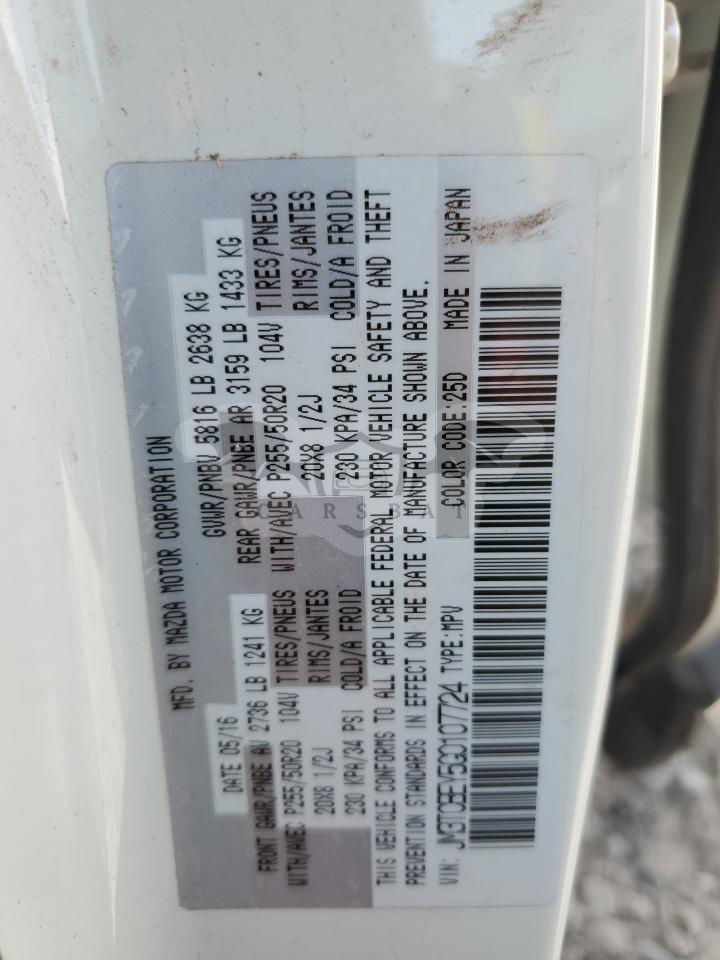 MFD. BY MAZDA MOTOR CORPORATION
DATE 05/16 GVWR/PNBV 5816 LB 2638 KG
FRONT GAWR/PNBE AV 2736 LB 1241 KG REAR GAWR/PNBE AR 3159 LB 1433 KG
WITH/AVEC P255/50R20 104V TIRES/PNEUS WITH/AVEC P255/50R20 104V TIRES/PNEUS
20X8 1/2J RIMS/JANTES 20X8 1/2J RIMS/JANTES
230 KPA/34 PSI COLD/A FROID 230 KPA/34 PSI COLD/A FROID
THIS VEHICLE CONFORMS TO ALL APPLICABLE FEDERAL MOTOR VEHICLE SAFETY AND THEFT
PREVENTION STANDARDS IN EFFECT ON THE DATE OF MANUFACTURE SHOWN ABOVE.
VIN: JM3TCBEY5G0107724 TYPE:MPV COLOR CODE:25D MADE IN JAPAN